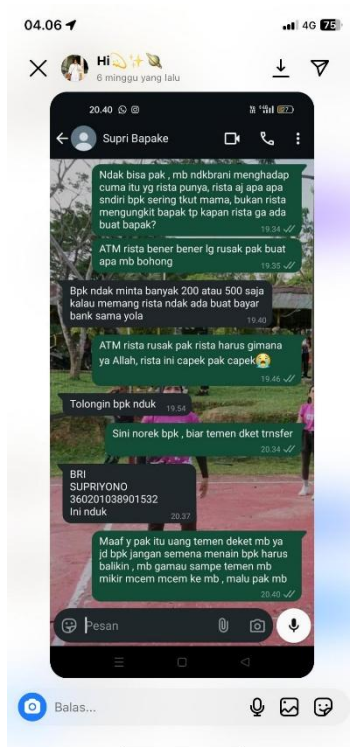 04.06
4G 75
Hi
6 minggu yang lalu
20.40
82
Supri Bapake
Ndak bisa pak , mb ndkbrani menghadap
cuma itu yg rista punya, rista aj apa apa
sndiri bpk sering tkut mama, bukan rista
mengungkit bapak tp kapan rista ga ada
buat bapak?
19.34
ATM rista bener bener lg rusak pak buat
apa mb bohong
19.35
Bpk ndak minta banyak 200 atau 500 saja
kalau memang rista ndak ada buat bayar
bank sama yola
19.40
ATM rista rusak pak rista harus gimana
ya Allah, rista ini capek pak capek😭
19.46
Tolongin bpk nduk
19.54
Sini norek bpk , biar temen dket trnsfer
20.34
BRI
SUPRIYONO
360201038901532
Ini nduk
20.37
Maaf y pak itu uang temen deket mb ya
jd bpk jangan semena menain bpk harus
balikin , mb gamau sampe temen mb
mikir mcem mcem ke mb , malu pak mb
20.40
Pesan
Balas...